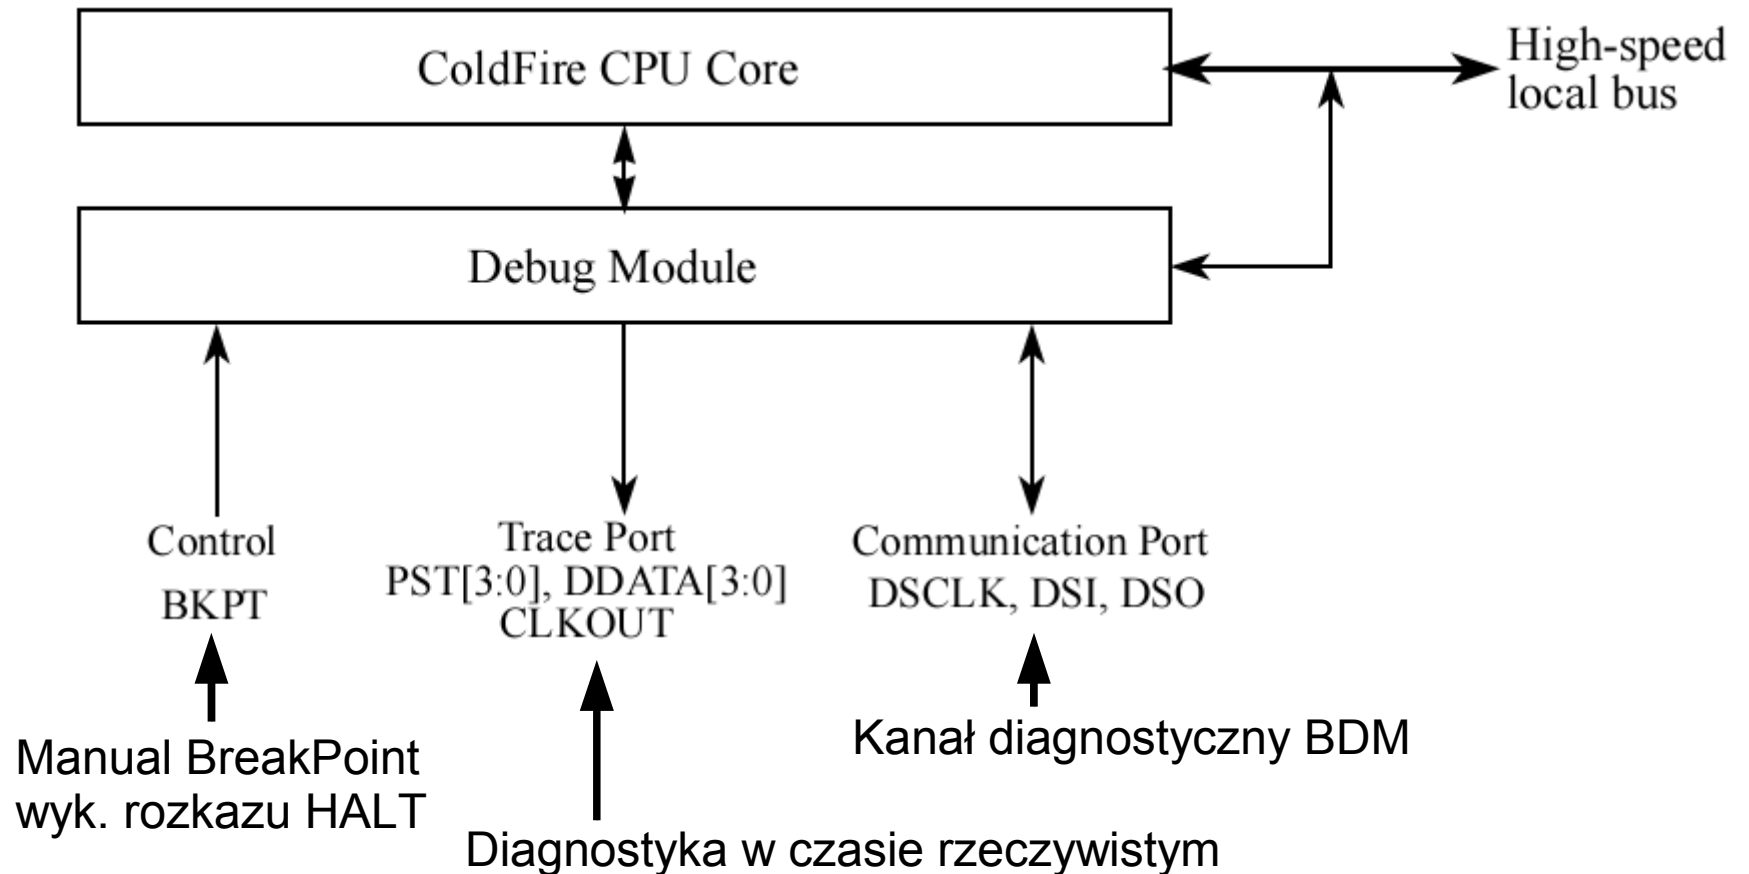 ColdFire CPU Core
High-speed
local bus
Debug Module
Control
BKPT
Trace Port
PST[3:0], DDATA[3:0]
CLKOUT
Communication Port
DSCLK, DSI, DSO
Manual BreakPoint
wyk. rozkazu HALT
Diagnostyka w czasie rzeczywistym
Kanał diagnostyczny BDM